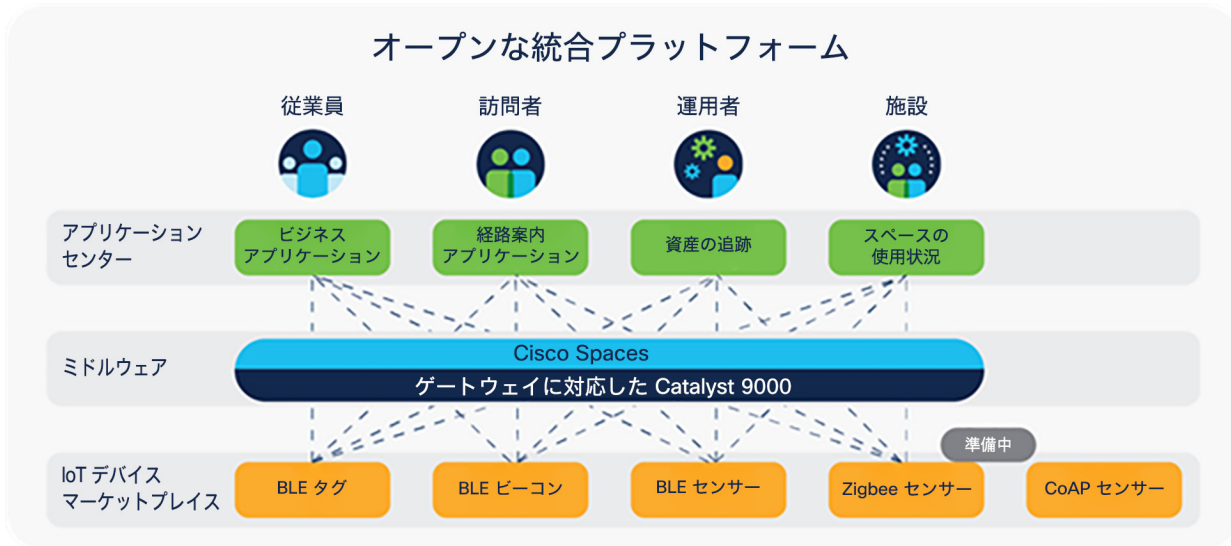 オープンな統合プラットフォーム
従業員
訪問者
運用者
施設
アプリケーション
センター
ビジネス
アプリケーション
経路案内
アプリケーション
資産の追跡
スペースの
使用状況
ミドルウェア
Cisco Spaces
ゲートウェイに対応した Catalyst 9000
準備中
IoT デバイス
マーケットプレイス
BLE タグ
BLE ビーコン
BLE センサー
Zigbee センサー
CoAP センサー